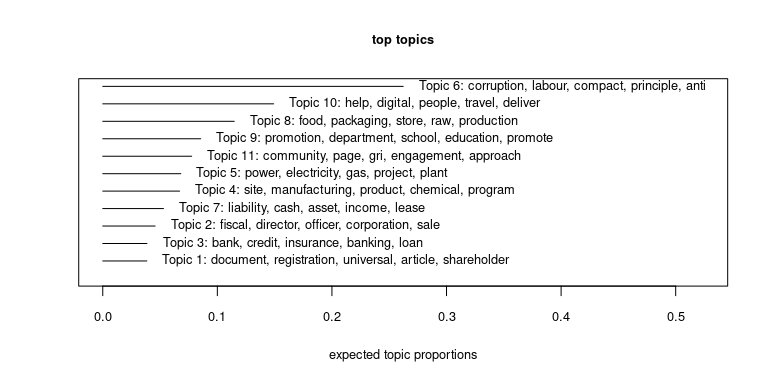 top topics
Topic 6: corruption, labour, compact, principle, anti
Topic 10: help, digital, people, travel, deliver
Topic 8: food, packaging, store, raw, production
Topic 9: promotion, department, school, education, promote
Topic 11: community, page, gri, engagement, approach
Topic 5: power, electricity, gas, project, plant
Topic 4: site, manufacturing, product, chemical, program
Topic 7: liability, cash, asset, income, lease
Topic 2: fiscal, director, officer, corporation, sale
Topic 3: bank, credit, insurance, banking, loan
Topic 1: document, registration, universal, article, shareholder
0.0 0.1 0.2 0.3 0.4 0.5
expected topic proportions